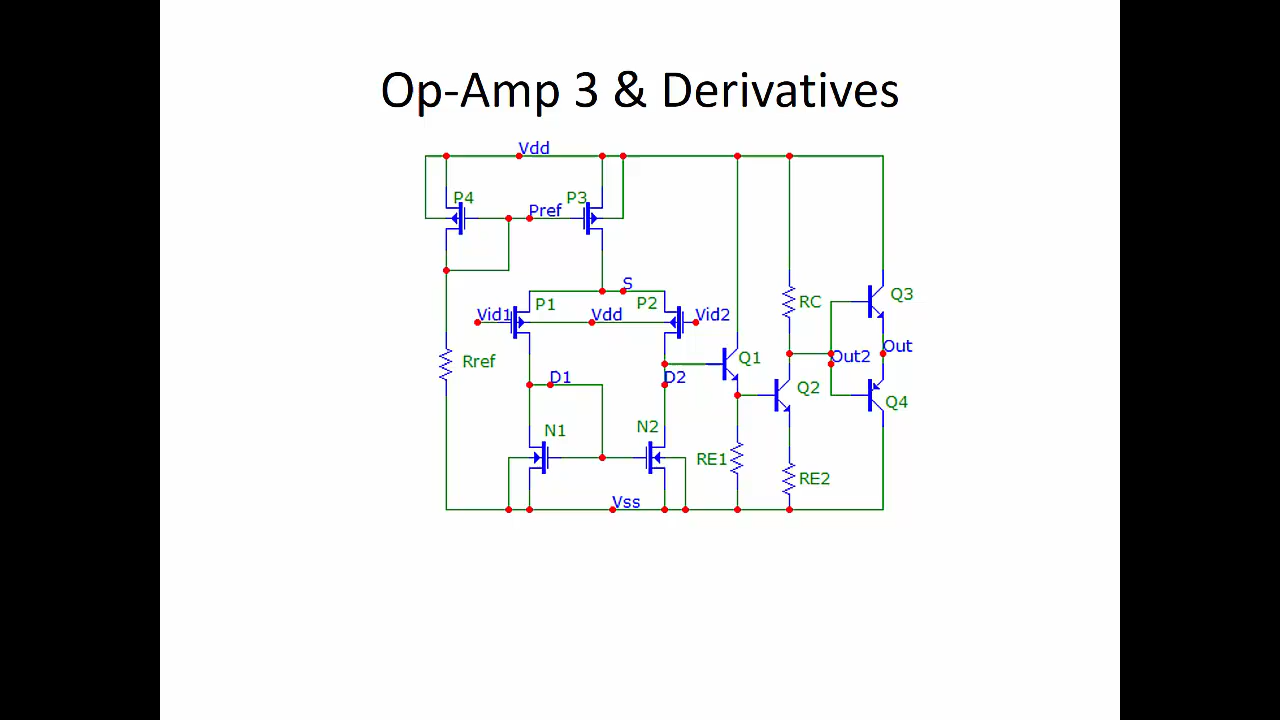 Op-Amp 3 & Derivatives
Vdd
P4
P3
Pref
S
P1
P2
Vid1
Vdd
Vid2
RC
Q3
Rref
Q1
Out2
Out
D1
D2
Q2
Q4
N1
N2
RE1
RE2
Vss